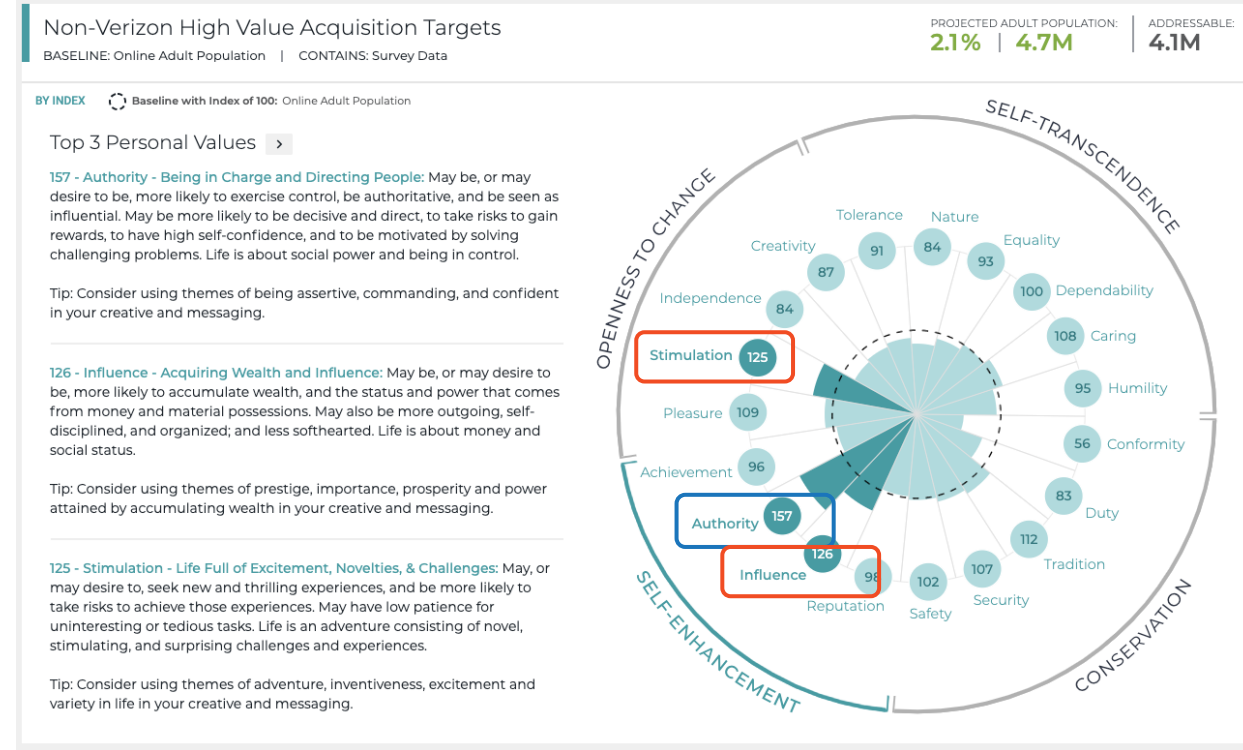 Non-Verizon High Value Acquisition Targets
BASELINE: Online Adult Population | CONTAINS: Survey Data
PROJECTED ADULT POPULATION:
2.1% | 4.7M
ADDRESSABLE:
4.1M
BY INDEX
Baseline with Index of 100: Online Adult Population
Top 3 Personal Values >
157 - Authority - Being in Charge and Directing People: May be, or may
desire to be, more likely to exercise control, be authoritative, and be seen as
influential. May be more likely to be decisive and direct, to take risks to gain
rewards, to have high self-confidence, and to be motivated by solving
challenging problems. Life is about social power and being in control.
Tip: Consider using themes of being assertive, commanding, and confident
in your creative and messaging.
126 - Influence - Acquiring Wealth and Influence: May be, or may desire to
be, more likely to accumulate wealth, and the status and power that comes
from money and material possessions. May also be more outgoing, self-
disciplined, and organized; and less softhearted. Life is about money and
social status.
Tip: Consider using themes of prestige, importance, prosperity and power
attained by accumulating wealth in your creative and messaging.
125 - Stimulation - Life Full of Excitement, Novelties, & Challenges: May, or
may desire to, seek new and thrilling experiences, and be more likely to
take risks to achieve those experiences. May have low patience for
uninteresting or tedious tasks. Life is an adventure consisting of novel,
stimulating, and surprising challenges and experiences.
Tip: Consider using themes of adventure, inventiveness, excitement and
variety in life in your creative and messaging.
SELF-TRANSCENDENCE
Tolerance 91
Nature 84
Equality 93
Dependability 100
Caring 108
Humility 95
CONSERVATION
Conformity 56
Duty 83
Tradition 112
Security 107
Safety 102
SELF-ENHANCEMENT
Reputation 98
Influence 126
Authority 157
Achievement 96
OPENNESS TO CHANGE
Pleasure 109
Stimulation 125
Independence 84
Creativity 87